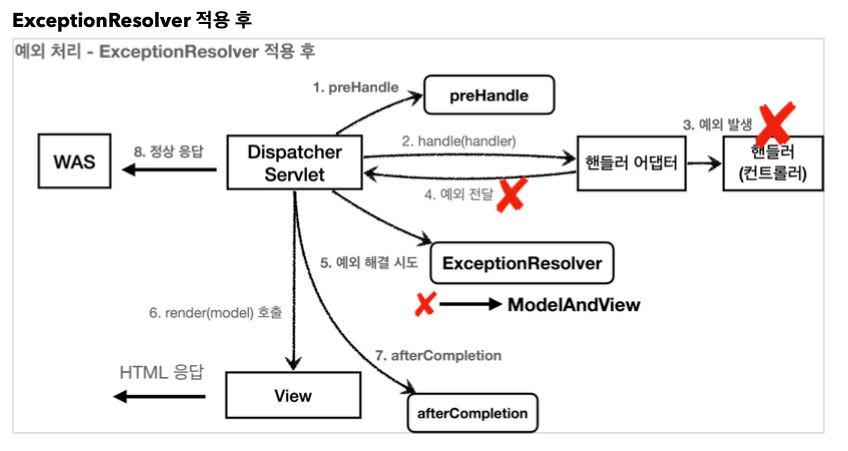 ExceptionResolver 적용 후
예외 처리 - ExceptionResolver 적용 후
1. preHandle
preHandle
3. 예외 발생
WAS
8. 정상 응답
Dispatcher
Servlet
2. handle(handler)
핸들러 어댑터
핸들러
(컨트롤러)
4. 예외 전달
5. 예외 해결 시도
ExceptionResolver
ModelAndView
6. render(model) 호출
7. afterCompletion
HTML 응답
View
afterCompletion